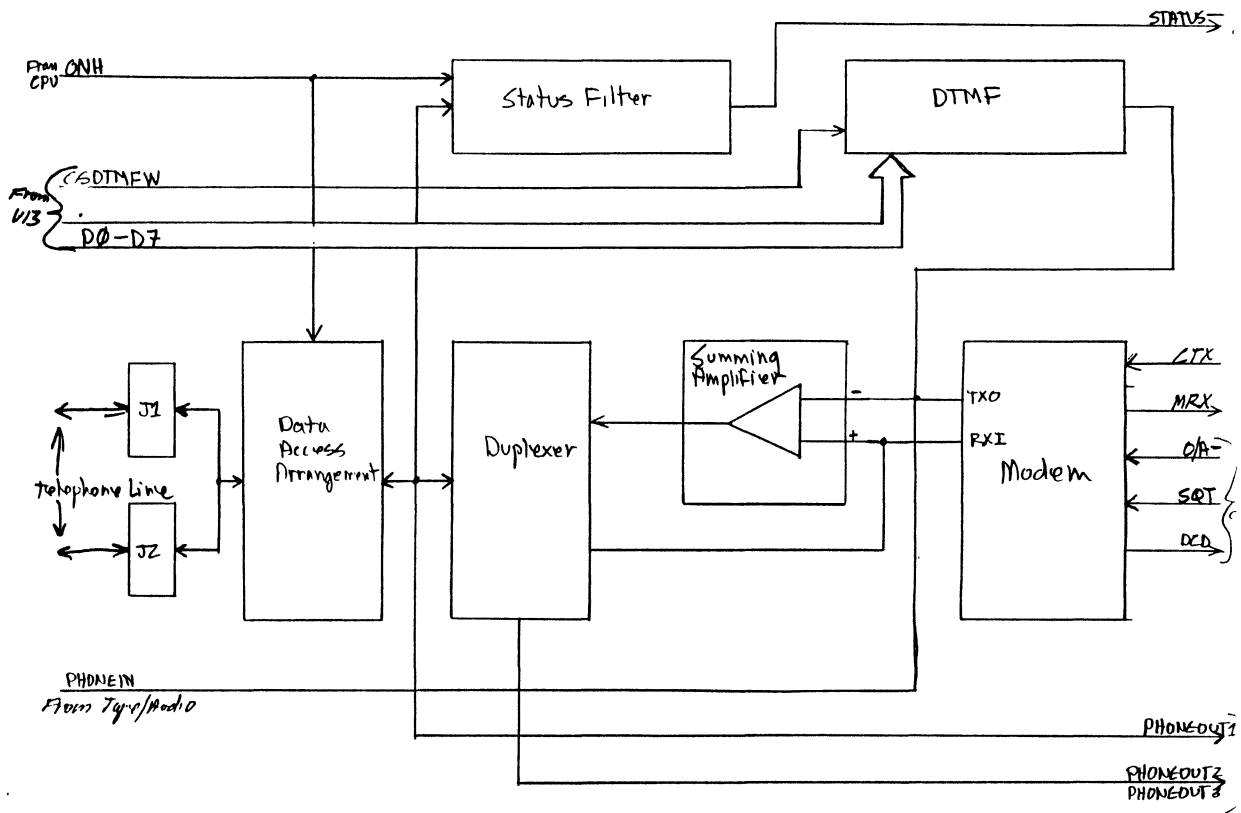 STATUS-
From ONH
CPU
Status Filter
DTMF
CSDTMFW
From
U13
DØ-D7
Summing
Amplifier
CTX
J1
TXO
MRX
Data
Access
Arrangement
Duplexer
RXI
O/A-
Modem
Telephone Line
SQT
J2
DCD
PHONEIN
From Type/Audio
PHONEOUT1
PHONEOUT2
PHONEOUT3